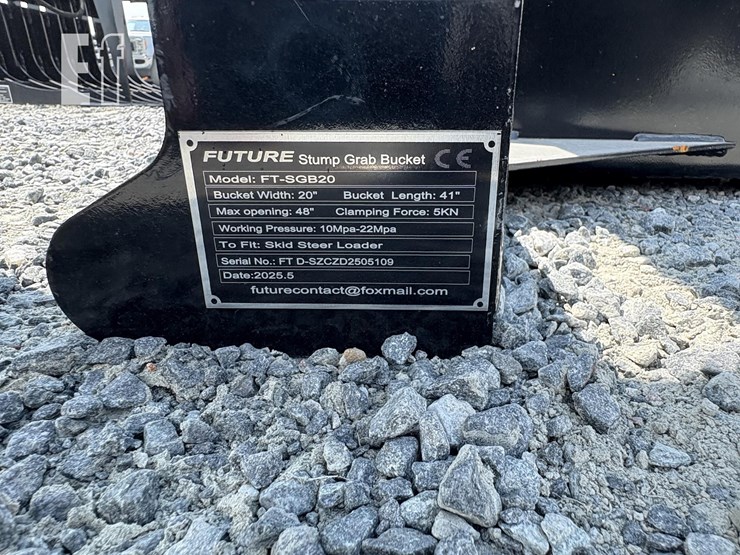 Ef
FUTURE Stump Grab Bucket CE
Model: FT-SGB20
Bucket Width: 20" Bucket Length: 41"
Max opening: 48" Clamping Force: 5KN
Working Pressure: 10Mpa-22Mpa
To Fit: Skid Steer Loader
Serial No.: FT D-SZCZD2505109
Date:2025.5
futurecontact@foxmail.com